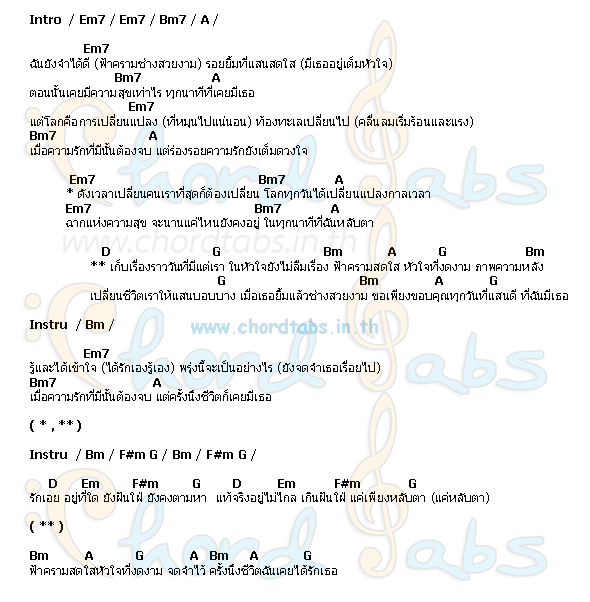 Intro / Em7 / Em7 / Bm7 / A /
Em7
ฉันยังจำได้ดี (ฟ้าครามช่างสวยงาม) รอยยิ้มที่แสนสดใส (มีเธออยู่เต็มหัวใจ)
Bm7 A
ตอนนั้นเคยมีความสุขเท่าไร ทุกนาทีที่เคยมีเธอ
Em7
แต่โลกคือการเปลี่ยนแปลง (ที่หมุนไปแน่นอน) ท้องทะเลเปลี่ยนไป (คลื่นลมเริ่มร้อนและแรง)
Bm7 A
เมื่อความรักที่มีนั้นต้องจบ แต่ร่องรอยความรักยังเต็มดวงใจ
Em7 Bm7 A
* ดั่งเวลาเปลี่ยนคนเราที่สุดก็ต้องเปลี่ยน โลกทุกวันได้เปลี่ยนแปลงกาลเวลา
Em7 Bm7 A
ฉากแห่งความสุข จะนานแค่ไหนยังคงอยู่ ในทุกนาทีที่ฉันหลับตา
www.chordtabs.in.th
D G Bm A G Bm
** เก็บเรื่องราววันที่มีแต่เรา ในหัวใจยังไม่ลืมเรื่อง ฟ้าครามสดใส หัวใจที่งดงาม ภาพความหลัง
G Bm A G
เปลี่ยนชีวิตเราให้แสนบอบบาง เมื่อเธอยิ้มแล้วช่างสวยงาม ขอเพียงขอบคุณทุกวันที่แสนดี ที่ฉันมีเธอ
Instru / Bm /
www.chordtabs.in.th
Em7
รู้และได้เข้าใจ (ได้รักเองรู้เอง) พรุ่งนี้จะเป็นอย่างไร (ยังจดจำเธอเรื่อยไป)
Bm7 A
เมื่อความรักที่มีนั้นต้องจบ แต่ครั้งนึงชีวิตก็เคยมีเธอ
( * , ** )
Instru / Bm / F#m G / Bm / F#m G /
D Em F#m G D Em F#m G
รักเอย อยู่ที่ใด ยังฝันใฝ่ ยังคงตามหา แท้จริงอยู่ไม่ไกล เกินฝันใฝ่ แค่เพียงหลับตา (แค่หลับตา)
( ** )
Bm A G A Bm A G
ฟ้าครามสดใสหัวใจที่งดงาม จดจำไว้ ครั้งนึงชีวิตฉันเคยได้รักเธอ